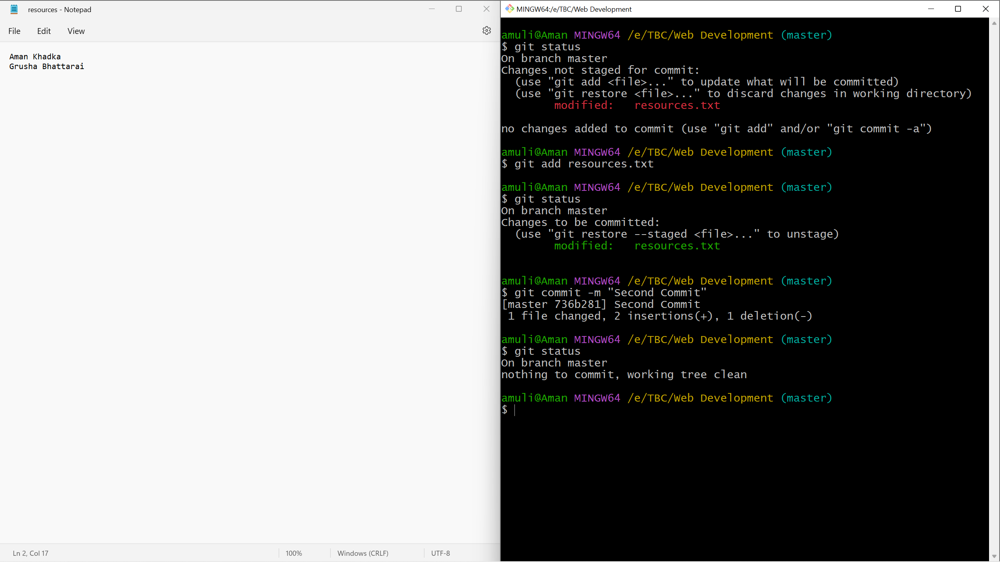 resources - Notepad
File Edit View
Aman Khadka
Grusha Bhattarai
Ln 2, Col 17 100% Windows (CRLF) UTF-8
MINGW64:/e/TBC/Web Development
amuli@Aman MINGW64 /e/TBC/Web Development (master)
$ git status
On branch master
Changes not staged for commit:
  (use "git add <file>..." to update what will be committed)
  (use "git restore <file>..." to discard changes in working directory)
        modified:   resources.txt
no changes added to commit (use "git add" and/or "git commit -a")
amuli@Aman MINGW64 /e/TBC/Web Development (master)
$ git add resources.txt
amuli@Aman MINGW64 /e/TBC/Web Development (master)
$ git status
On branch master
Changes to be committed:
  (use "git restore --staged <file>..." to unstage)
        modified:   resources.txt
amuli@Aman MINGW64 /e/TBC/Web Development (master)
$ git commit -m "Second Commit"
[master 736b281] Second Commit
 1 file changed, 2 insertions(+), 1 deletion(-)
amuli@Aman MINGW64 /e/TBC/Web Development (master)
$ git status
On branch master
nothing to commit, working tree clean
amuli@Aman MINGW64 /e/TBC/Web Development (master)
$